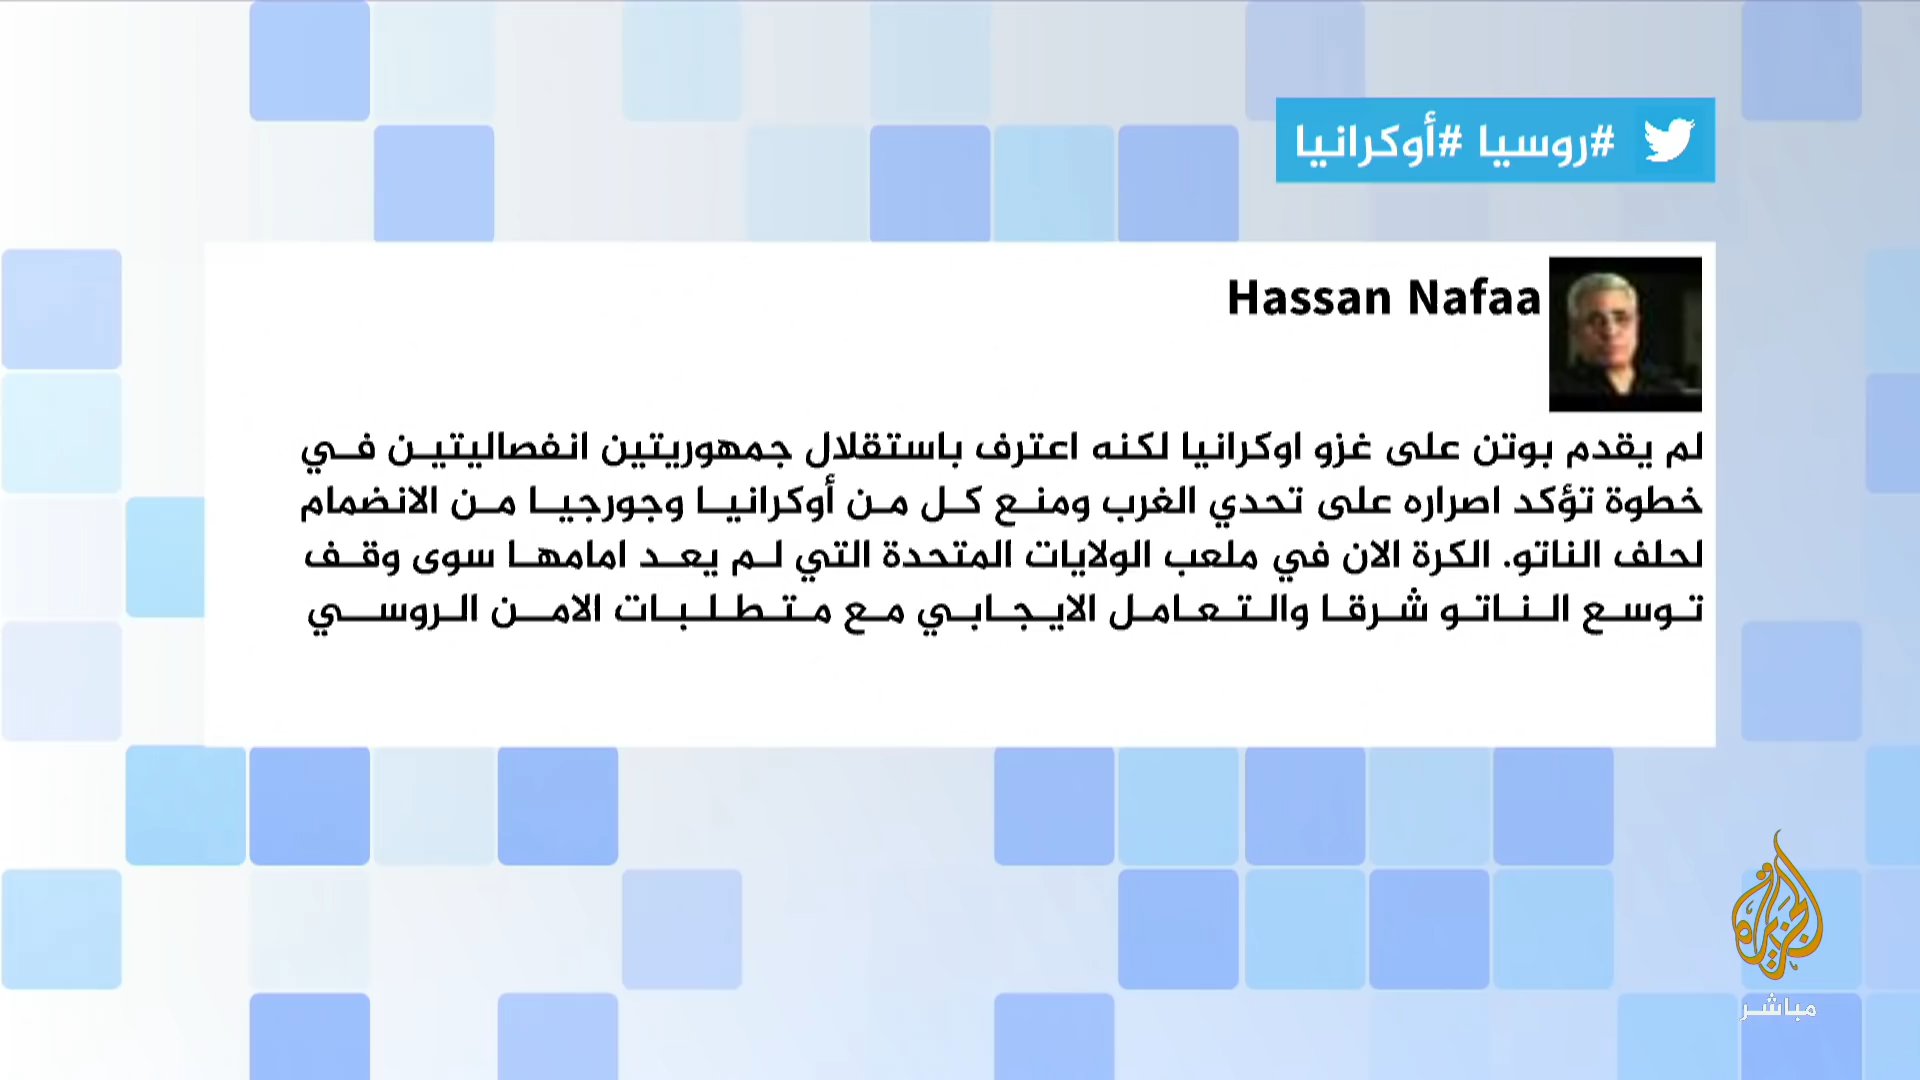 #روسيا #أوكرانيا
Hassan Nafaa
لم يقدم بوتن على غزو اوكرانيا لكنه اعترف باستقلال جمهوريتين انفصاليتين في
خطوة تؤكد اصراره على تحدي الغرب ومنع كل من أوكرانيا وجورجيا من الانضمام
لحلف الناتو. الكرة الان في ملعب الولايات المتحدة التي لم يعد امامها سوى وقف
توسع الناتو شرقا والتعامل الايجابي مع متطلبات الامن الروسي
الجزيرة
مباشر